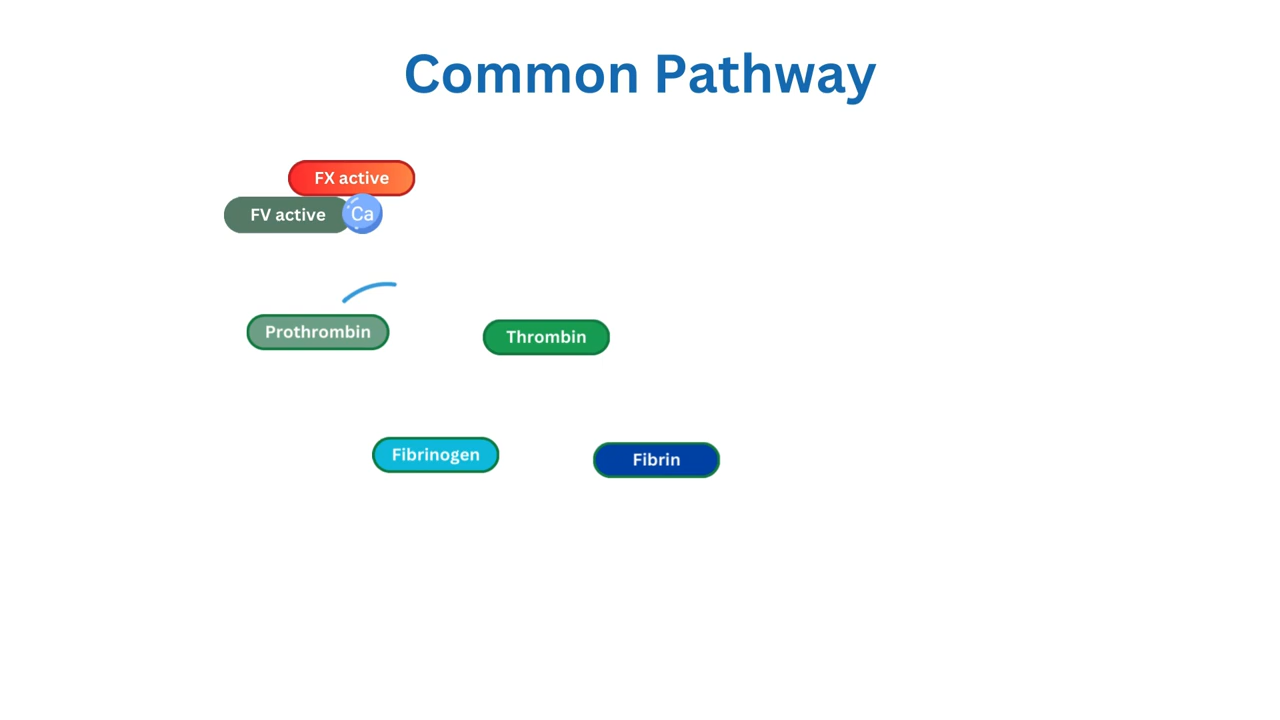 Common Pathway
FX active
FV active
Ca
Prothrombin
Thrombin
Fibrinogen
Fibrin